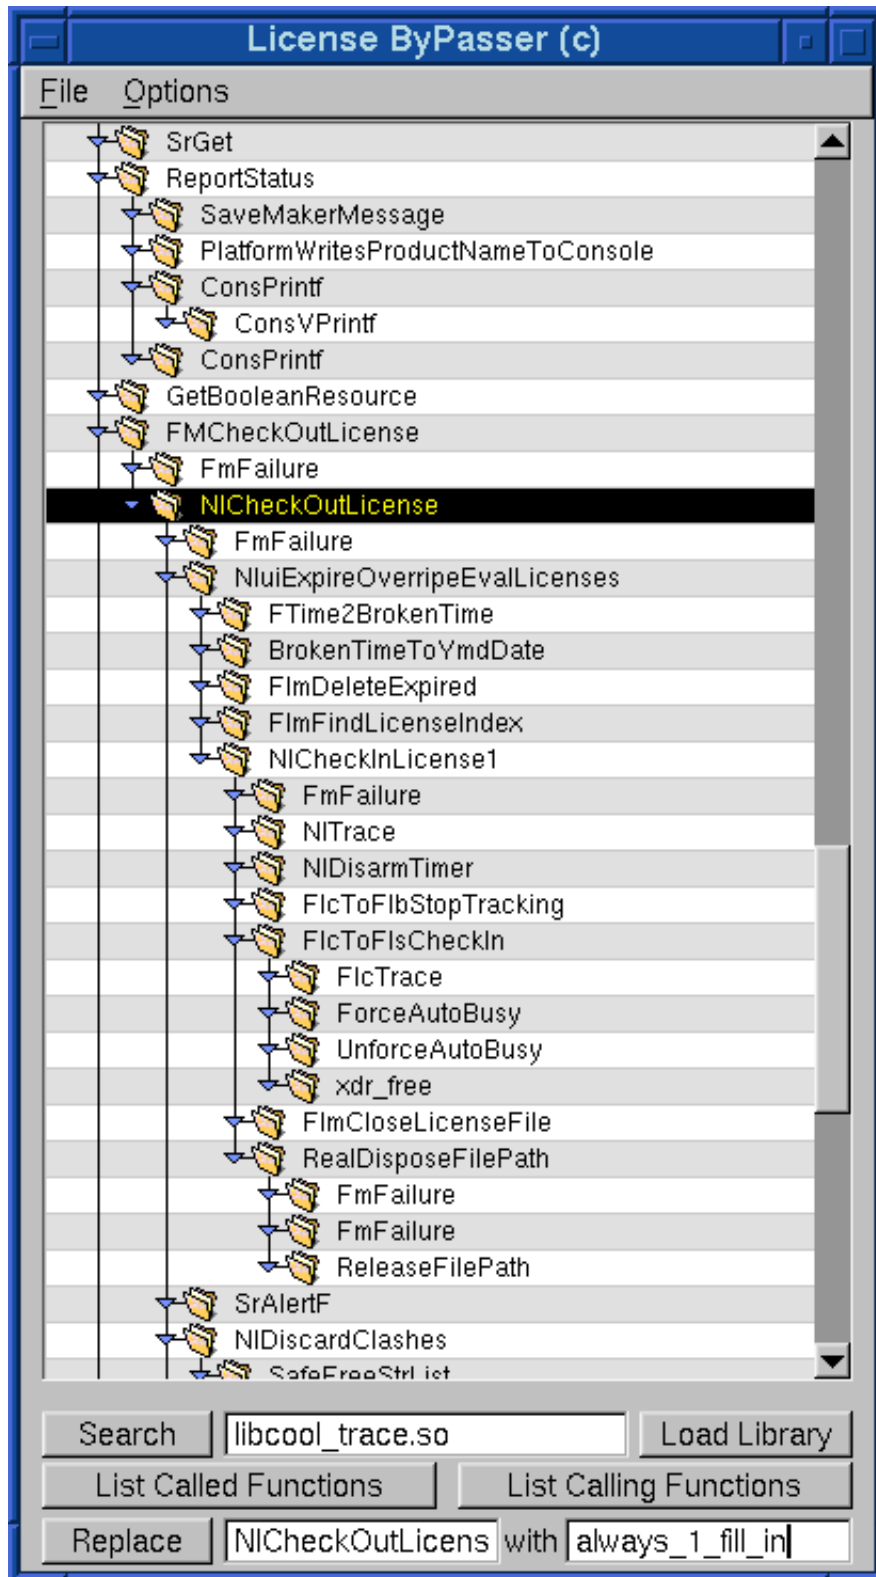 License ByPasser (c)
File Options
SrGet
ReportStatus
SaveMakerMessage
PlatformWritesProductNameToConsole
ConsPrintf
ConsVPrintf
ConsPrintf
GetBooleanResource
FMCheckOutLicense
FmFailure
NlCheckOutLicense
FmFailure
NluiExpireOverripeEvalLicenses
FTime2BrokenTime
BrokenTimeToYmdDate
FlmDeleteExpired
FlmFindLicenseIndex
NlCheckInLicense1
FmFailure
NlTrace
NlDisarmTimer
FlcToFlbStopTracking
FlcToFlsCheckIn
FlcTrace
ForceAutoBusy
UnforceAutoBusy
xdr_free
FlmCloseLicenseFile
RealDisposeFilePath
FmFailure
FmFailure
ReleaseFilePath
SrAlertF
NlDiscardClashes
SafeFreeStrList
Search libcool_trace.so Load Library
List Called Functions List Calling Functions
Replace NlCheckOutLicens with always_1_fill_in